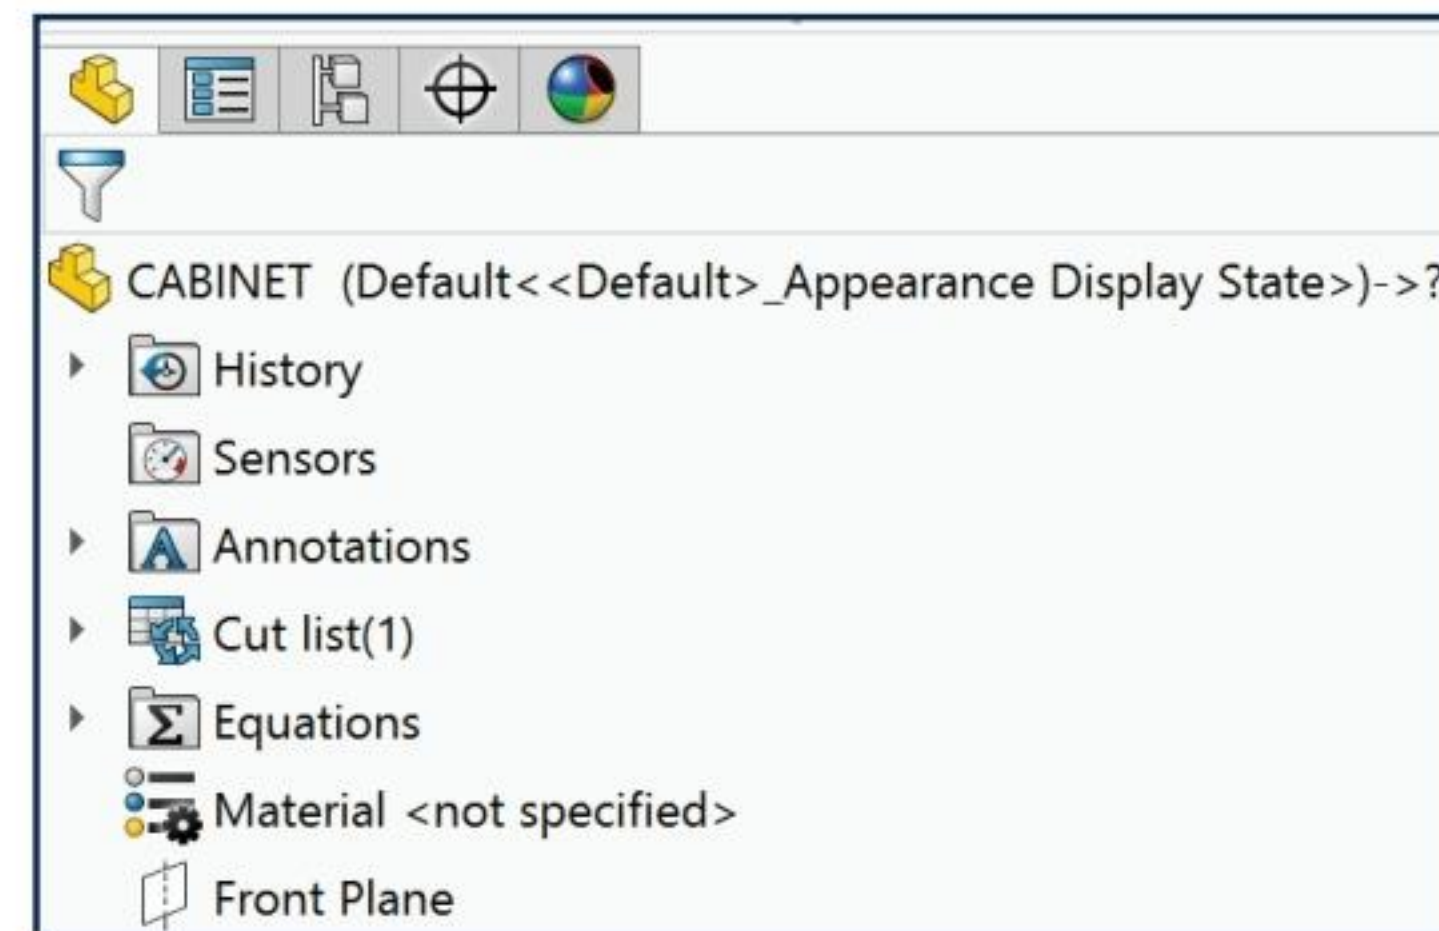 CABINET (Default<<Default>_Appearance Display State>)->?
History
Sensors
Annotations
Cut list(1)
Equations
Material <not specified>
Front Plane